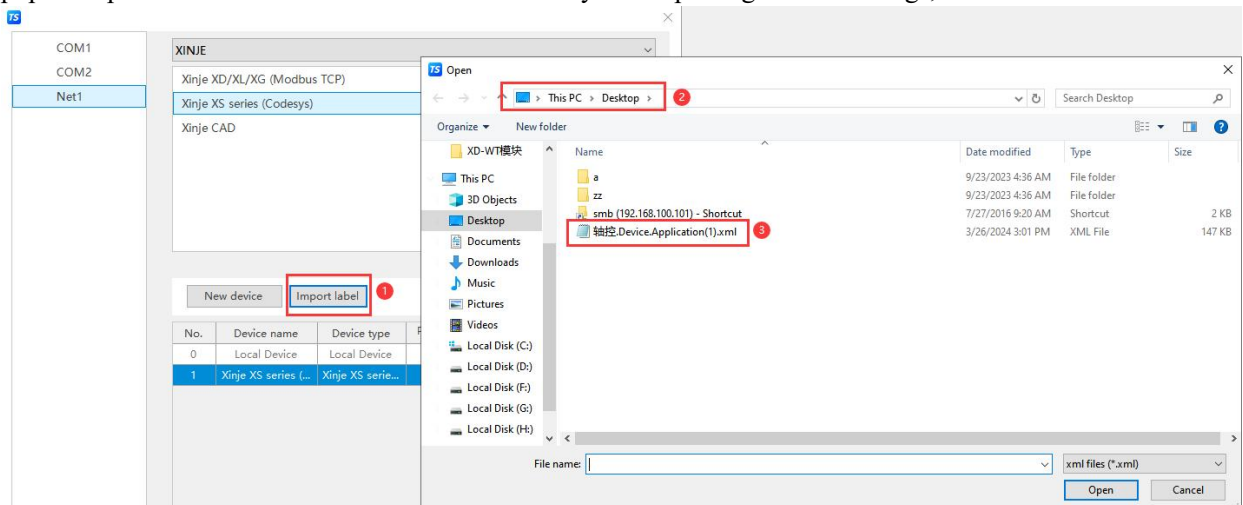 TS
COM1
COM2
Net1
XINJE
Xinje XD/XL/XG (Modbus TCP)
Xinje XS series (Codesys)
Xinje CAD
New device
Import label
1
No.
Device name
Device type
0
Local Device
Local Device
1
Xinje XS series (...
Xinje XS serie...
TS Open
This PC > Desktop >
2
Search Desktop
Organize
New folder
XD-WT模块
This PC
3D Objects
Desktop
Documents
Downloads
Music
Pictures
Videos
Local Disk (C:)
Local Disk (D:)
Local Disk (F:)
Local Disk (G:)
Local Disk (H:)
Name
Date modified
Type
Size
a
9/23/2023 4:36 AM
File folder
zz
9/23/2023 4:36 AM
File folder
smb (192.168.100.101) - Shortcut
7/27/2016 9:20 AM
Shortcut
2 KB
轴控.Device.Application(1).xml
3
3/26/2024 3:01 PM
XML File
147 KB
File name:
xml files (*.xml)
Open
Cancel